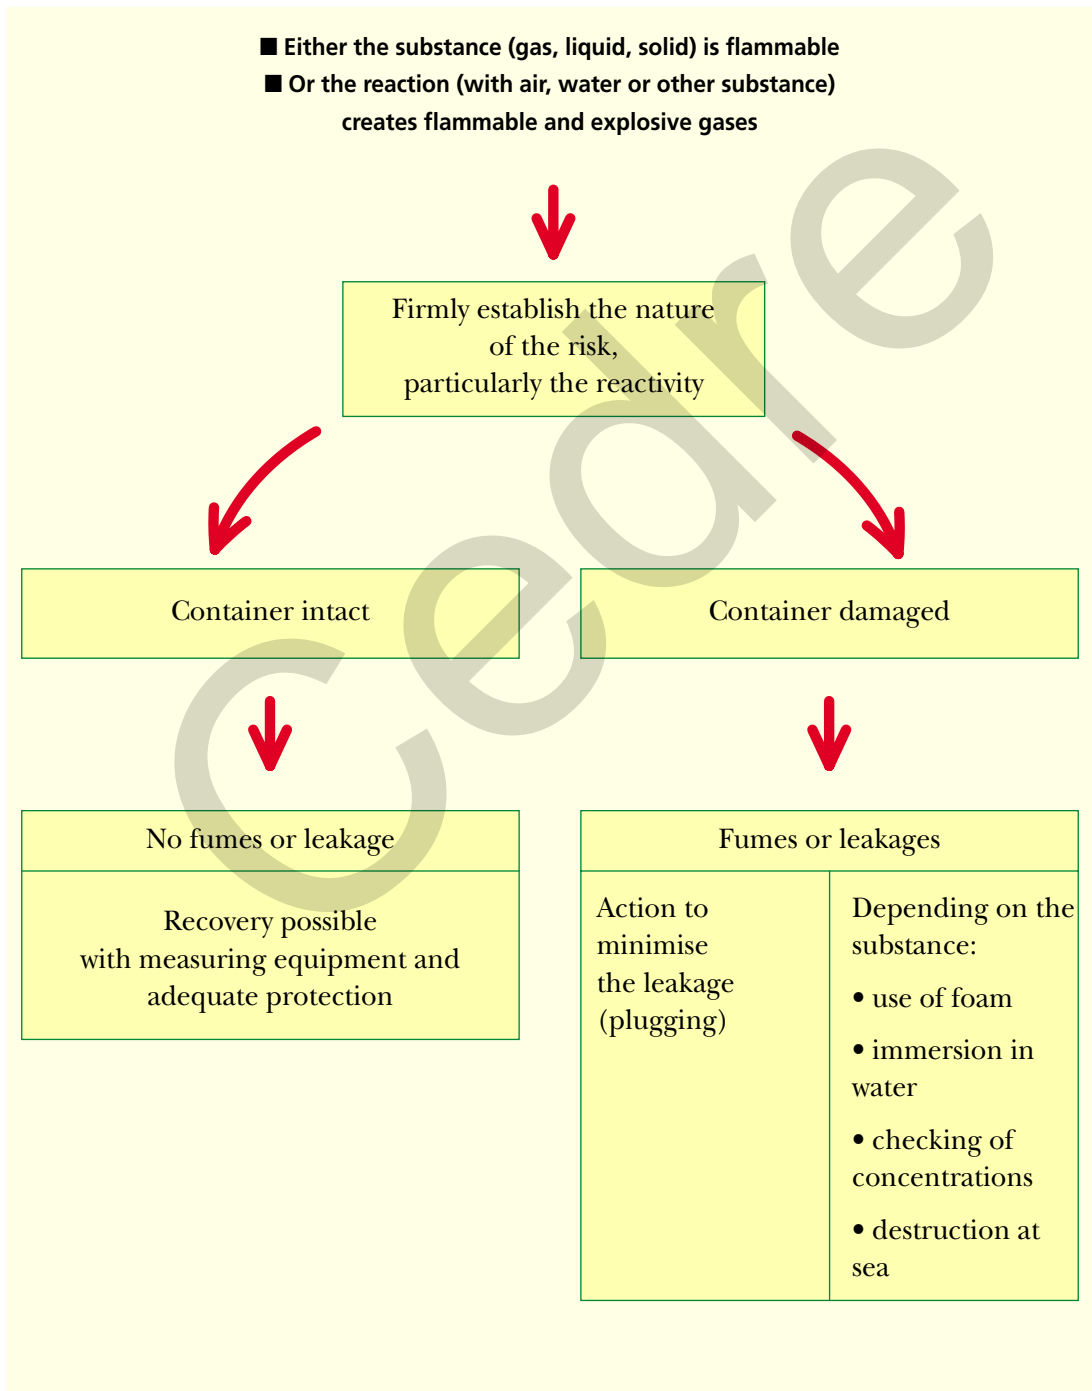 ■ Either the substance (gas, liquid, solid) is flammable
■ Or the reaction (with air, water or other substance)
creates flammable and explosive gases
Firmly establish the nature
of the risk,
particularly the reactivity
Container intact
Container damaged
No fumes or leakage
Recovery possible
with measuring equipment and
adequate protection
Fumes or leakages
Action to
minimise
the leakage
(plugging)
Depending on the
substance:
• use of foam
• immersion in
water
• checking of
concentrations
• destruction at
sea
Cedre